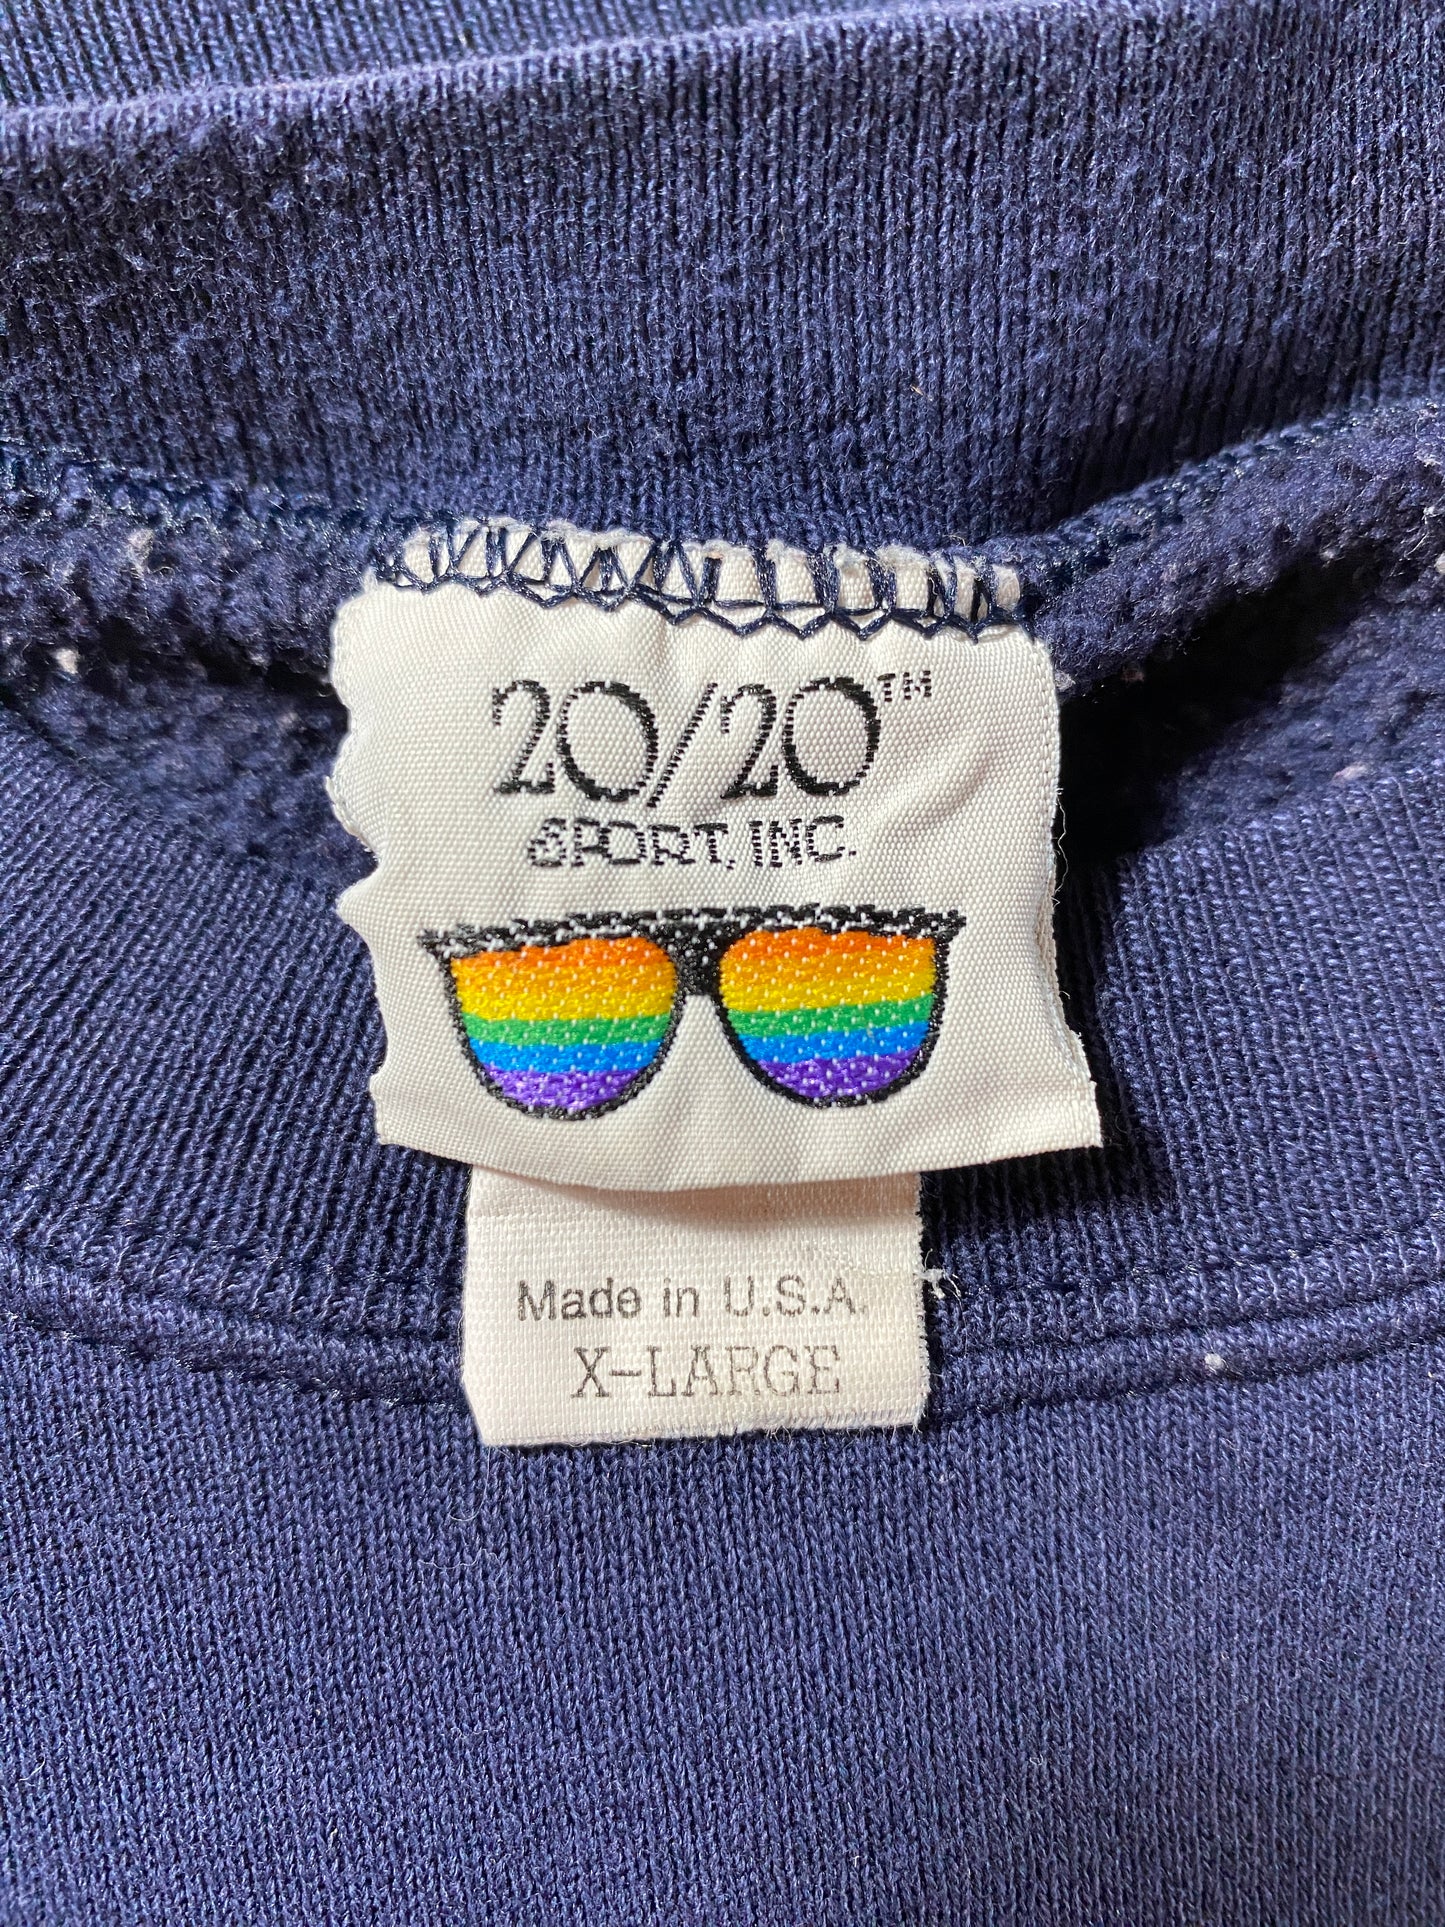 20/20™
SPORT, INC.
Made in U.S.A.
X-LARGE